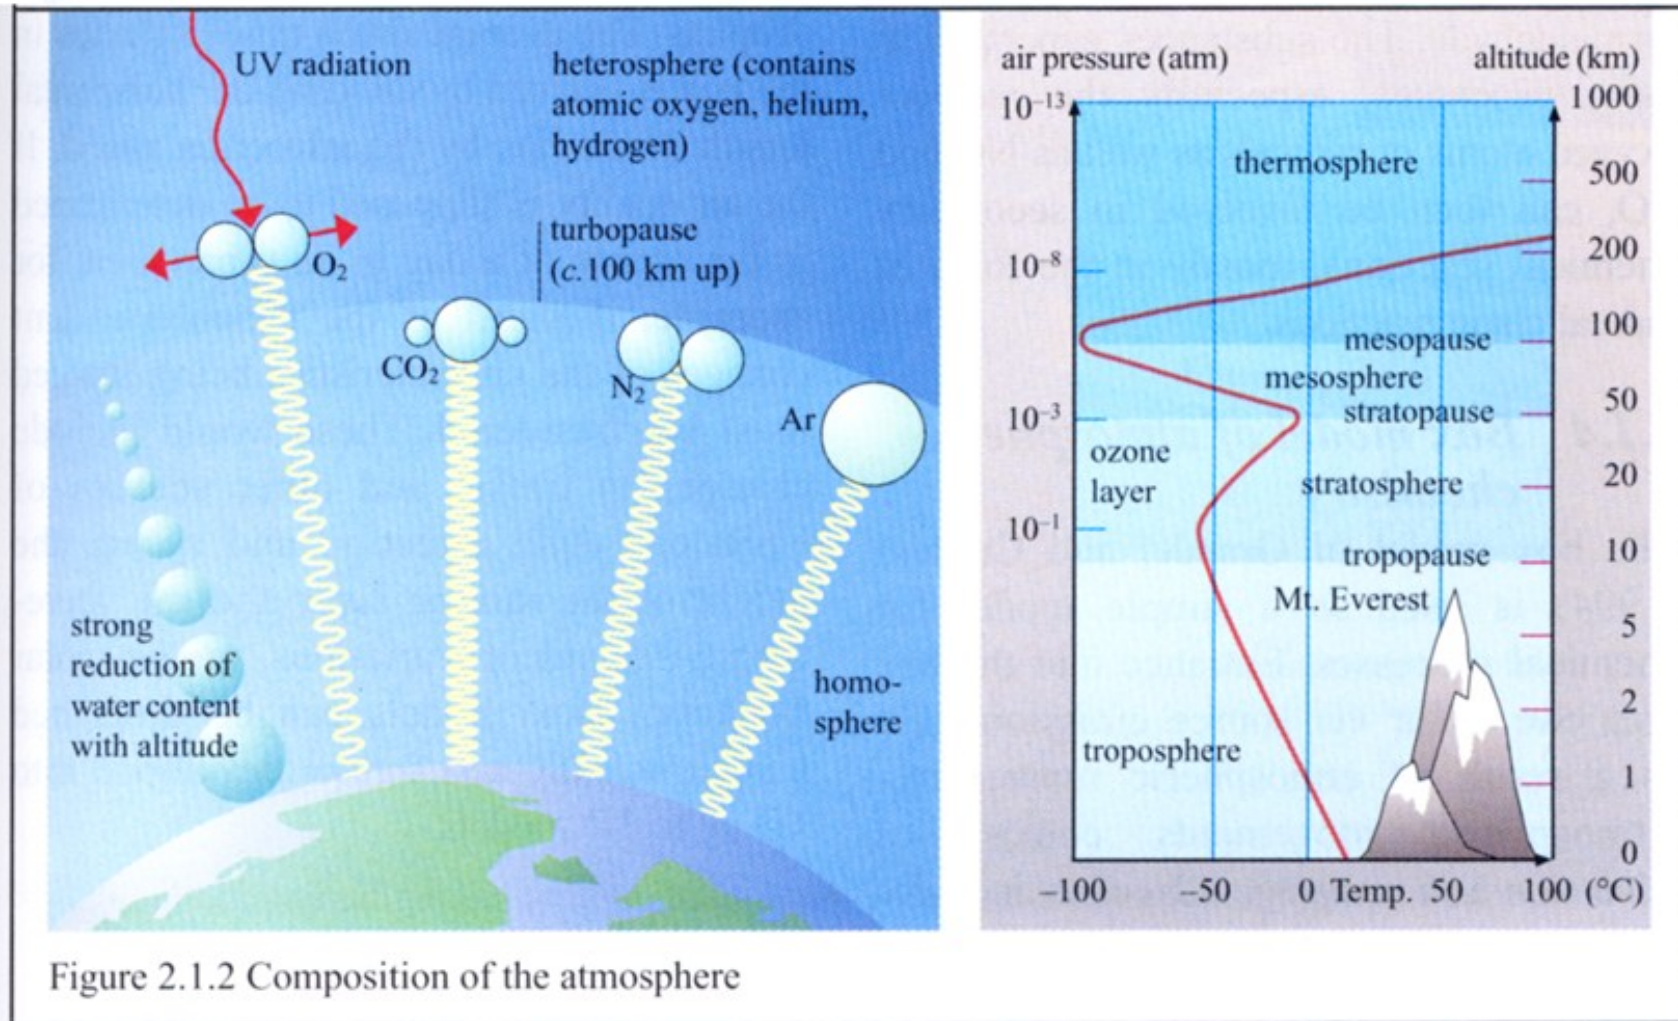 UV radiation
heterosphere (contains
atomic oxygen, helium,
hydrogen)
turbopause
(c.100 km up)
O₂
CO₂
N₂
Ar
strong
reduction of
water content
with altitude
homo-
sphere
air pressure (atm)
altitude (km)
10⁻¹³
1000
thermosphere
500
200
10⁻⁸
100
mesopause
mesosphere
50
10⁻³
stratopause
ozone
layer
stratosphere
20
10⁻¹
10
tropopause
Mt. Everest
5
2
troposphere
1
0
–100 –50 0 Temp. 50 100 (°C)
Figure 2.1.2 Composition of the atmosphere